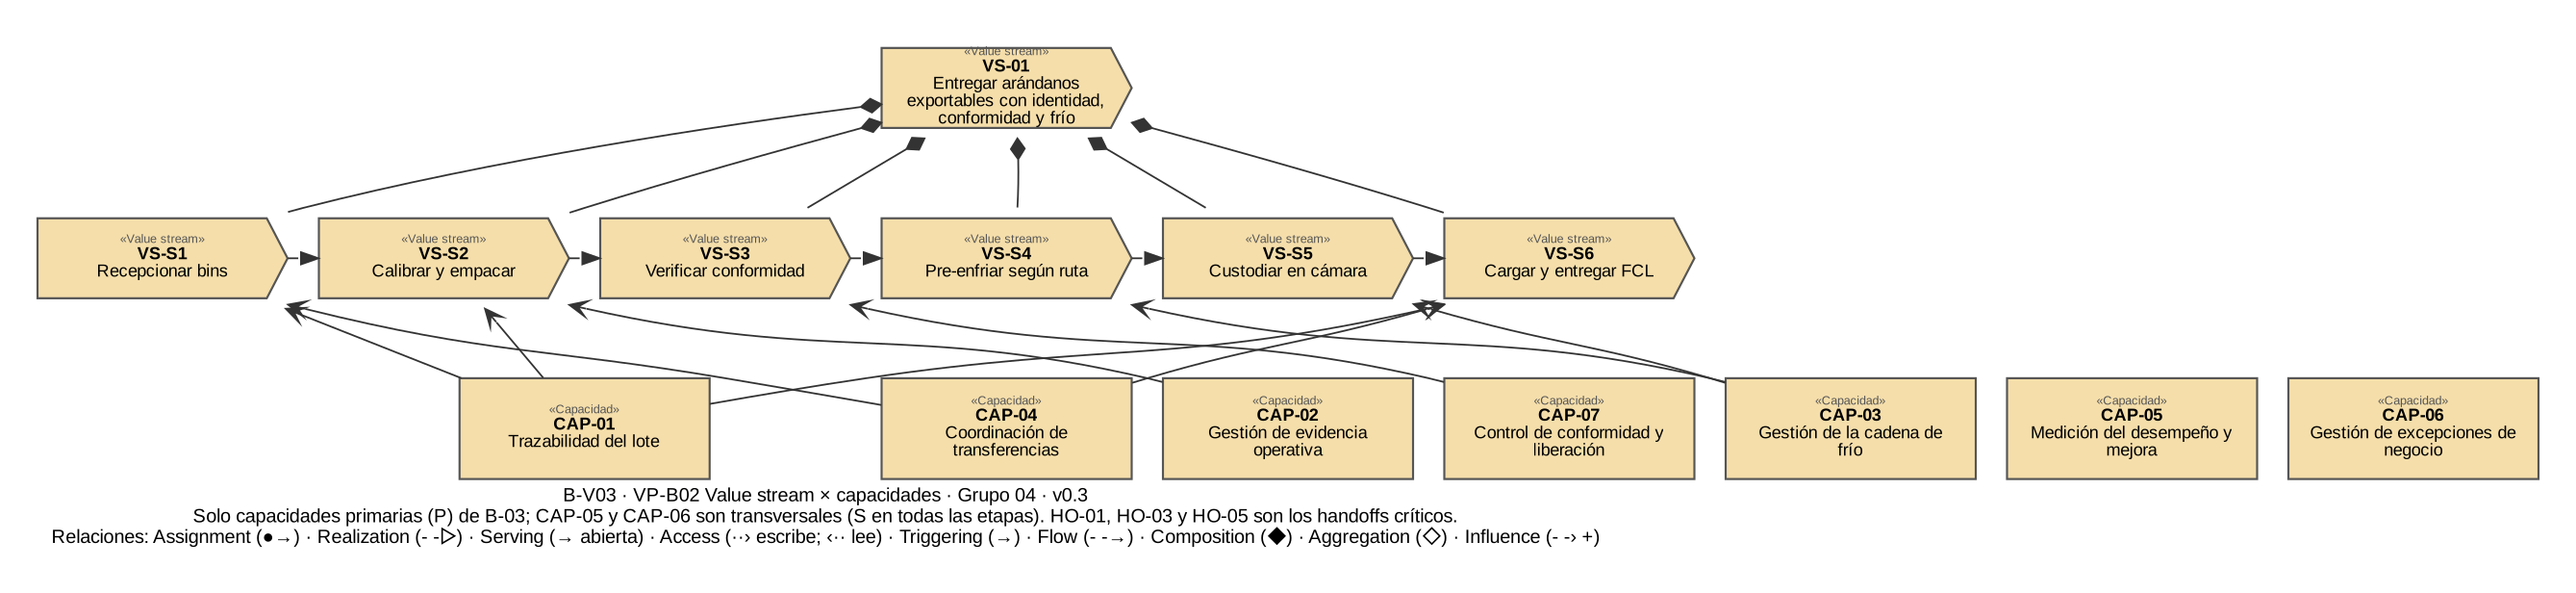 «Value stream»
VS-01
Entregar arándanos
exportables con identidad,
conformidad y frío
«Value stream»
VS-S1
Recepcionar bins
«Value stream»
VS-S2
Calibrar y empacar
«Value stream»
VS-S3
Verificar conformidad
«Value stream»
VS-S4
Pre-enfriar según ruta
«Value stream»
VS-S5
Custodiar en cámara
«Value stream»
VS-S6
Cargar y entregar FCL
«Capacidad»
CAP-01
Trazabilidad del lote
«Capacidad»
CAP-04
Coordinación de
transferencias
«Capacidad»
CAP-02
Gestión de evidencia
operativa
«Capacidad»
CAP-07
Control de conformidad y
liberación
«Capacidad»
CAP-03
Gestión de la cadena de
frío
«Capacidad»
CAP-05
Medición del desempeño y
mejora
«Capacidad»
CAP-06
Gestión de excepciones de
negocio
B-V03 · VP-B02 Value stream × capacidades · Grupo 04 · v0.3
Solo capacidades primarias (P) de B-03; CAP-05 y CAP-06 son transversales (S en todas las etapas). HO-01, HO-03 y HO-05 son los handoffs críticos.
Relaciones: Assignment (●→) · Realization (- -▷) · Serving (→ abierta) · Access (··› escribe; ‹·· lee) · Triggering (→) · Flow (- -→) · Composition (◆) · Aggregation (◇) · Influence (- -› +)